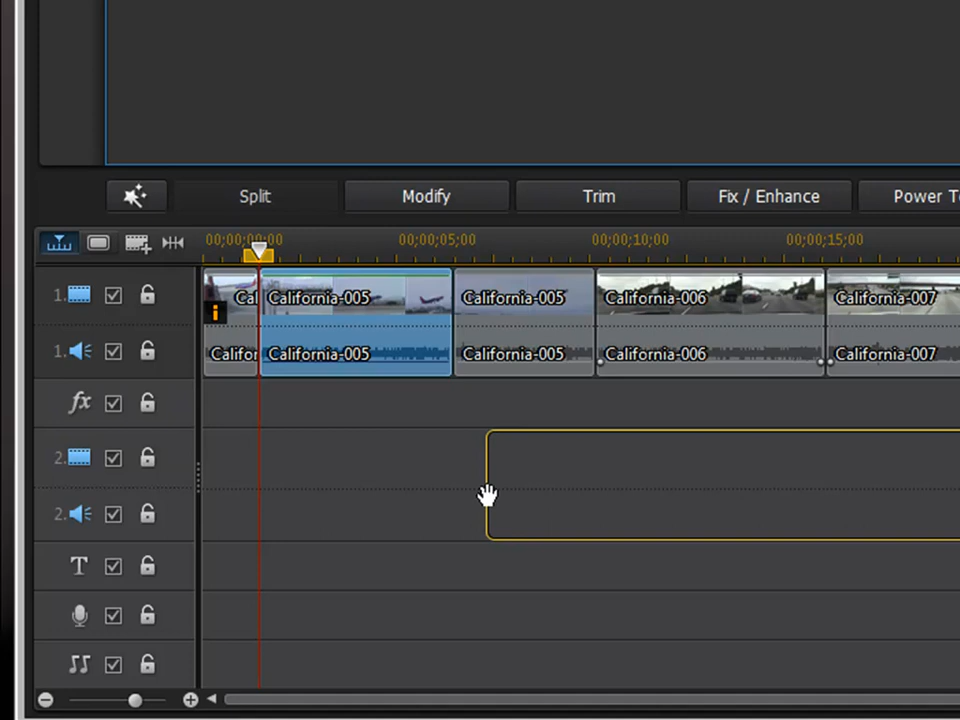 Split Modify Trim Fix / Enhance Power T
00;00;00;00 00;00;05;00 00;00;10;00 00;00;15;00
1. Cal California-005 California-005 California-006 California-007
1. Califor California-005 California-005 California-006 California-007
fx
2.
2.
T